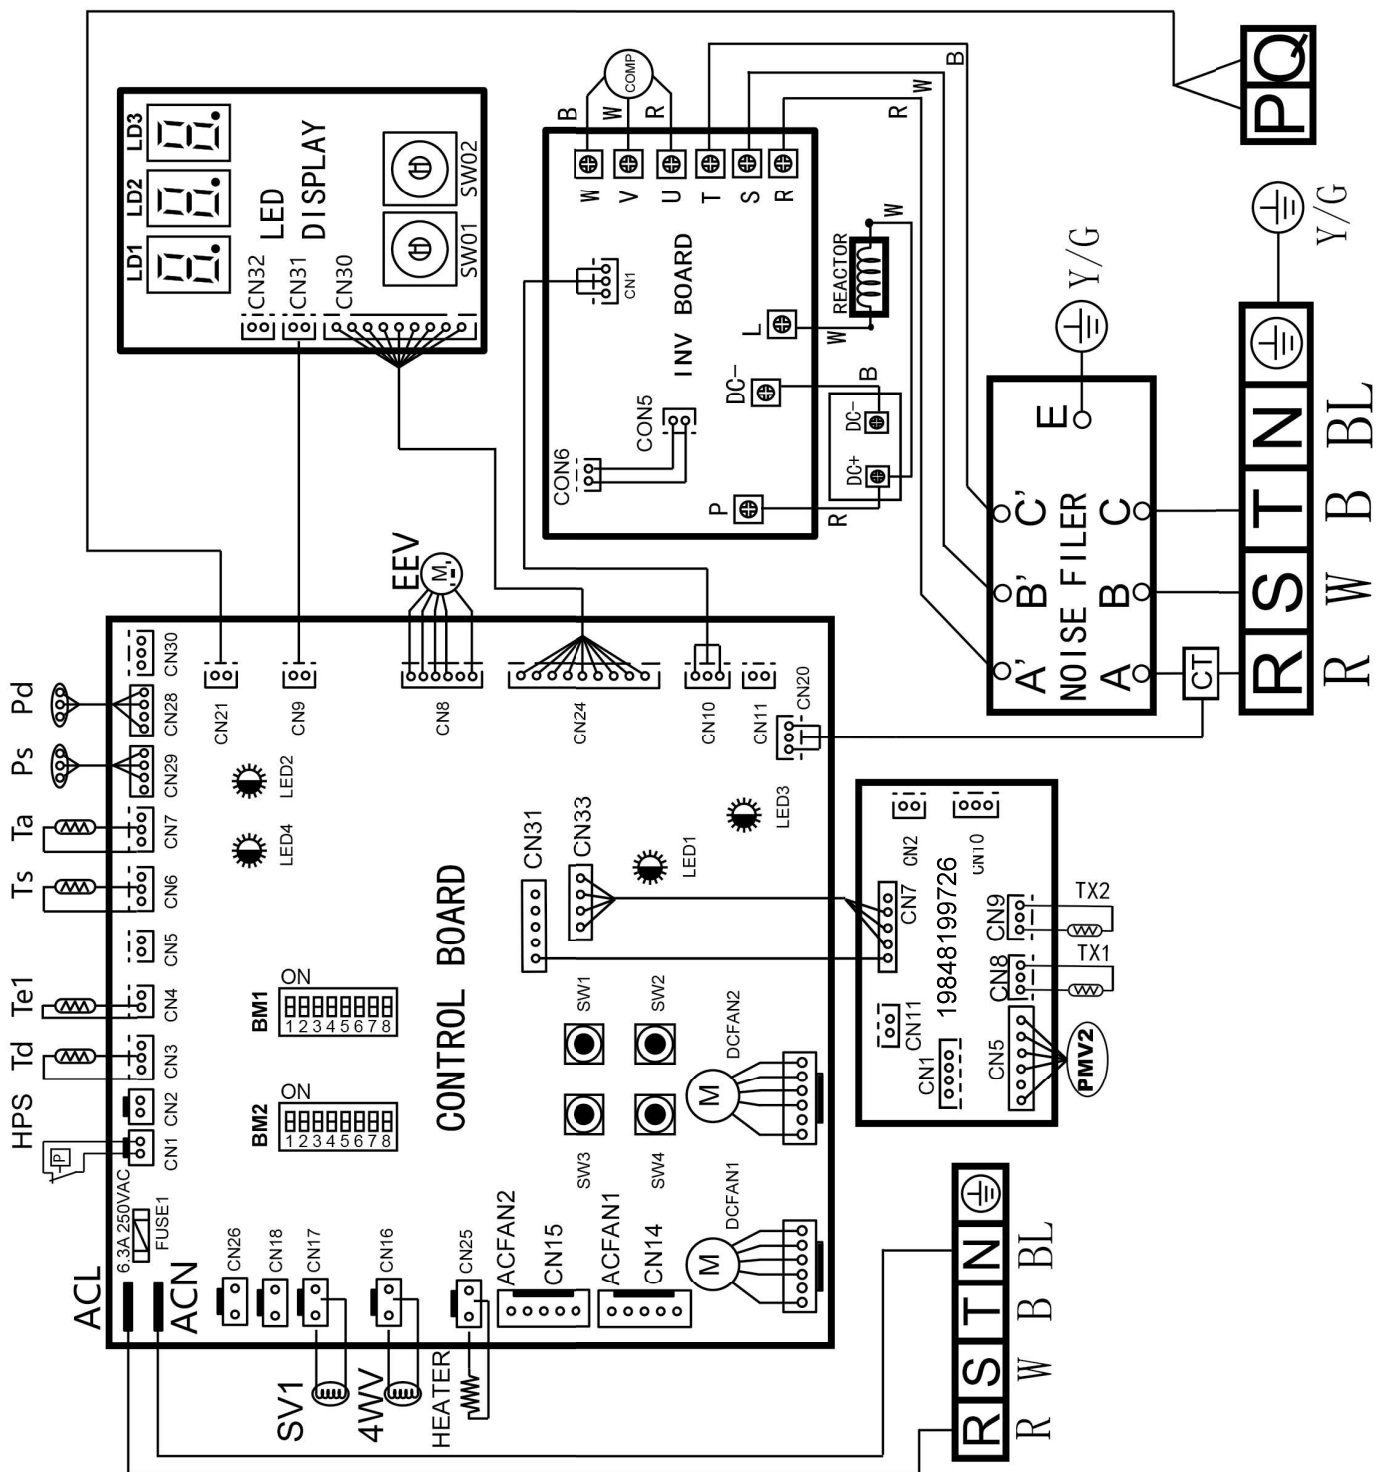 LD1
LD2
LD3
LED
DISPLAY
CN32
CN31
CN30
SW01
SW02
COMP
B
W
R
W
V
U
T
S
R
B
W
R
CN1
INV BOARD
REACTOR
W
W
L
DC-
B
CON5
CON6
DC+
DC-
P
R
PQ
Y/G
Y/G
E
NOISE FILER
A'
B'
C'
A
B
C
CT
R
S
T
N
R
W
B
BL
EEV
M
Pd
Ps
Ta
Ts
Te1
Td
HPS
P
CN30
CN28
CN29
CN7
CN6
CN5
CN4
CN3
CN2
CN1
6.3A 250VAC
FUSE1
ACL
ACN
CN21
CN9
CN8
CN24
CN10
CN11
CN20
LED2
LED4
LED1
LED3
CN31
CN33
CONTROL BOARD
BM1
ON
12345678
BM2
ON
12345678
SW1
SW2
SW3
SW4
DCFAN2
M
DCFAN1
M
ACFAN2
CN15
ACFAN1
CN14
CN26
CN18
CN17
CN16
CN25
SV1
4WV
HEATER
CN2
CN10
CN7
19848199726
CN9
CN8
TX2
TX1
CN11
CN1
CN5
PMV2
R
S
T
N
R
W
B
BL